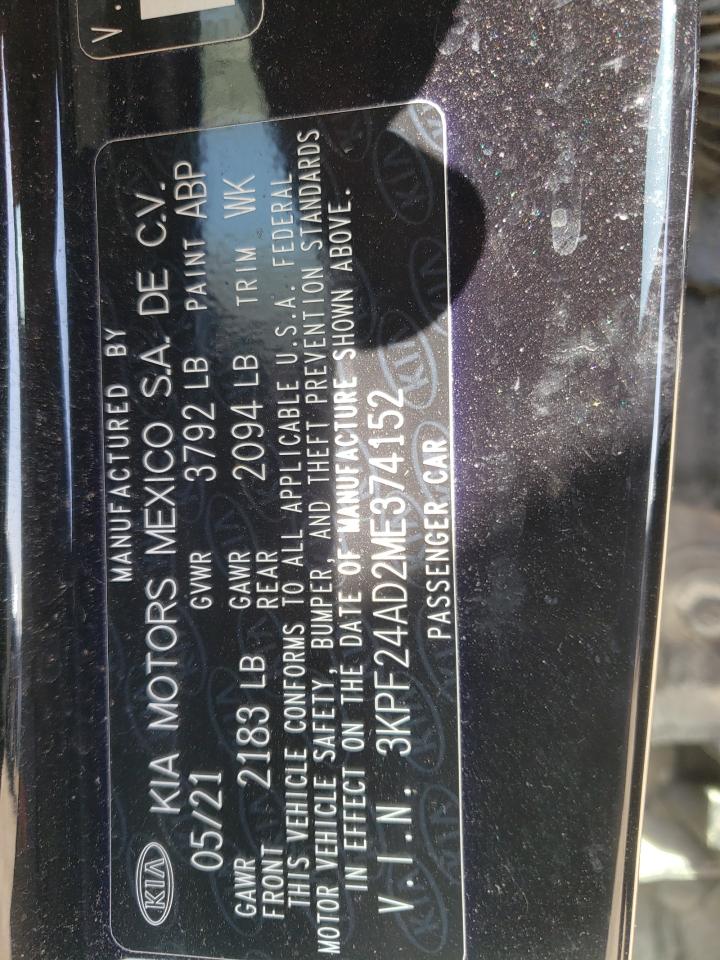 V.
MANUFACTURED BY
KIA KIA MOTORS MEXICO S.A. DE C.V.
05/21 GVWR 3792 LB PAINT ABP
GAWR FRONT 2183 LB GAWR REAR 2094 LB TRIM WK
THIS VEHICLE CONFORMS TO ALL APPLICABLE U.S.A. FEDERAL
MOTOR VEHICLE SAFETY, BUMPER, AND THEFT PREVENTION STANDARDS
IN EFFECT ON THE DATE OF MANUFACTURE SHOWN ABOVE.
V.I.N. 3KPF24AD2ME374152
PASSENGER CAR